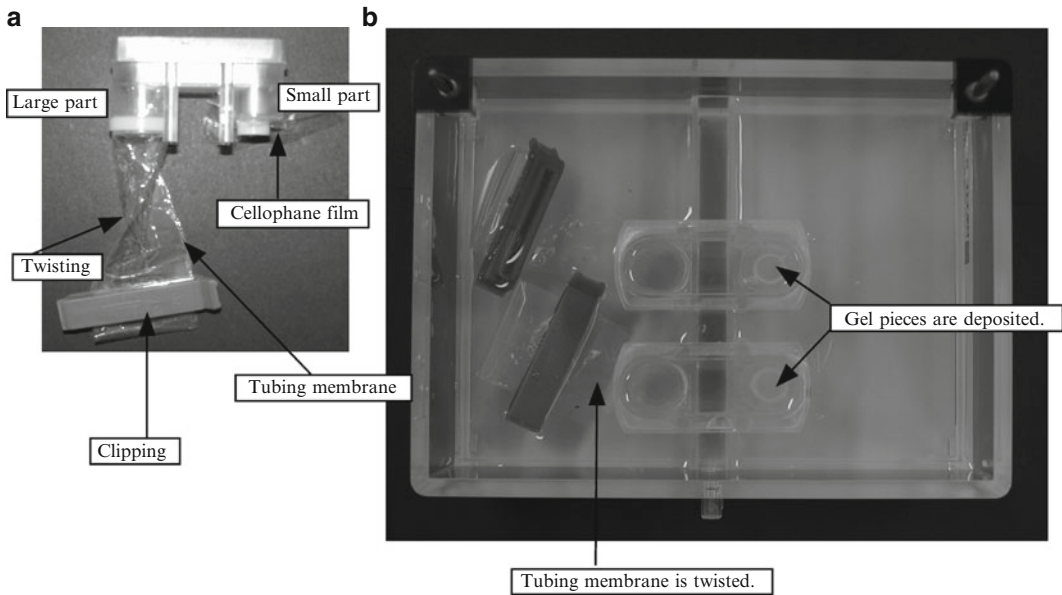 a
Large part
Small part
Cellophane film
Twisting
Tubing membrane
Clipping
b
Gel pieces are deposited.
Tubing membrane is twisted.